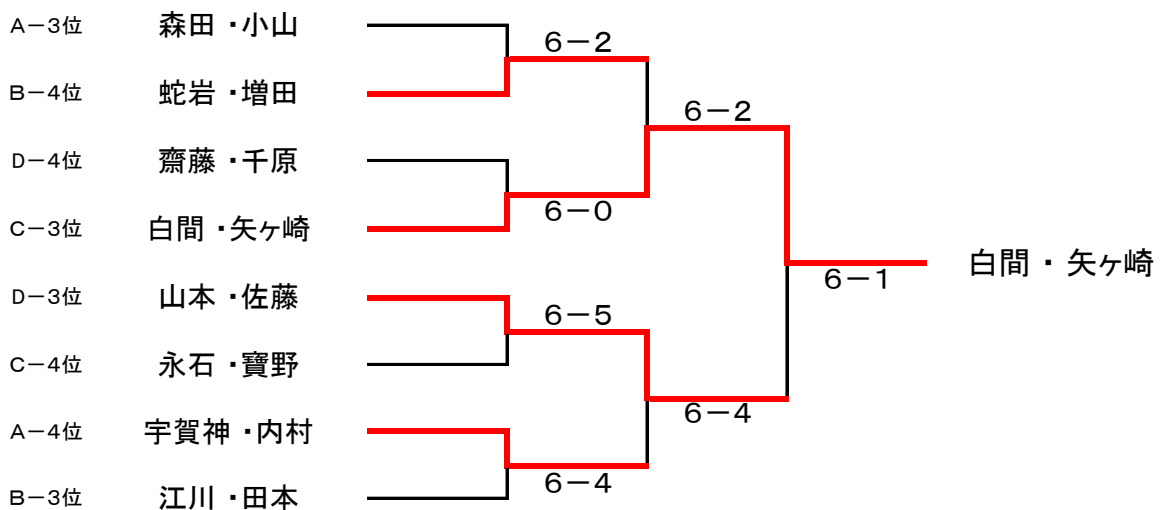 A－3位 森田 ・小山
6－2
B－4位 蛇岩 ・増田
6－2
D－4位 齋藤 ・千原
6－0
C－3位 白間 ・矢ヶ崎
白間 ・ 矢ヶ崎
6－1
D－3位 山本 ・佐藤
6－5
C－4位 永石 ・寶野
6－4
A－4位 宇賀神 ・内村
6－4
B－3位 江川 ・田本